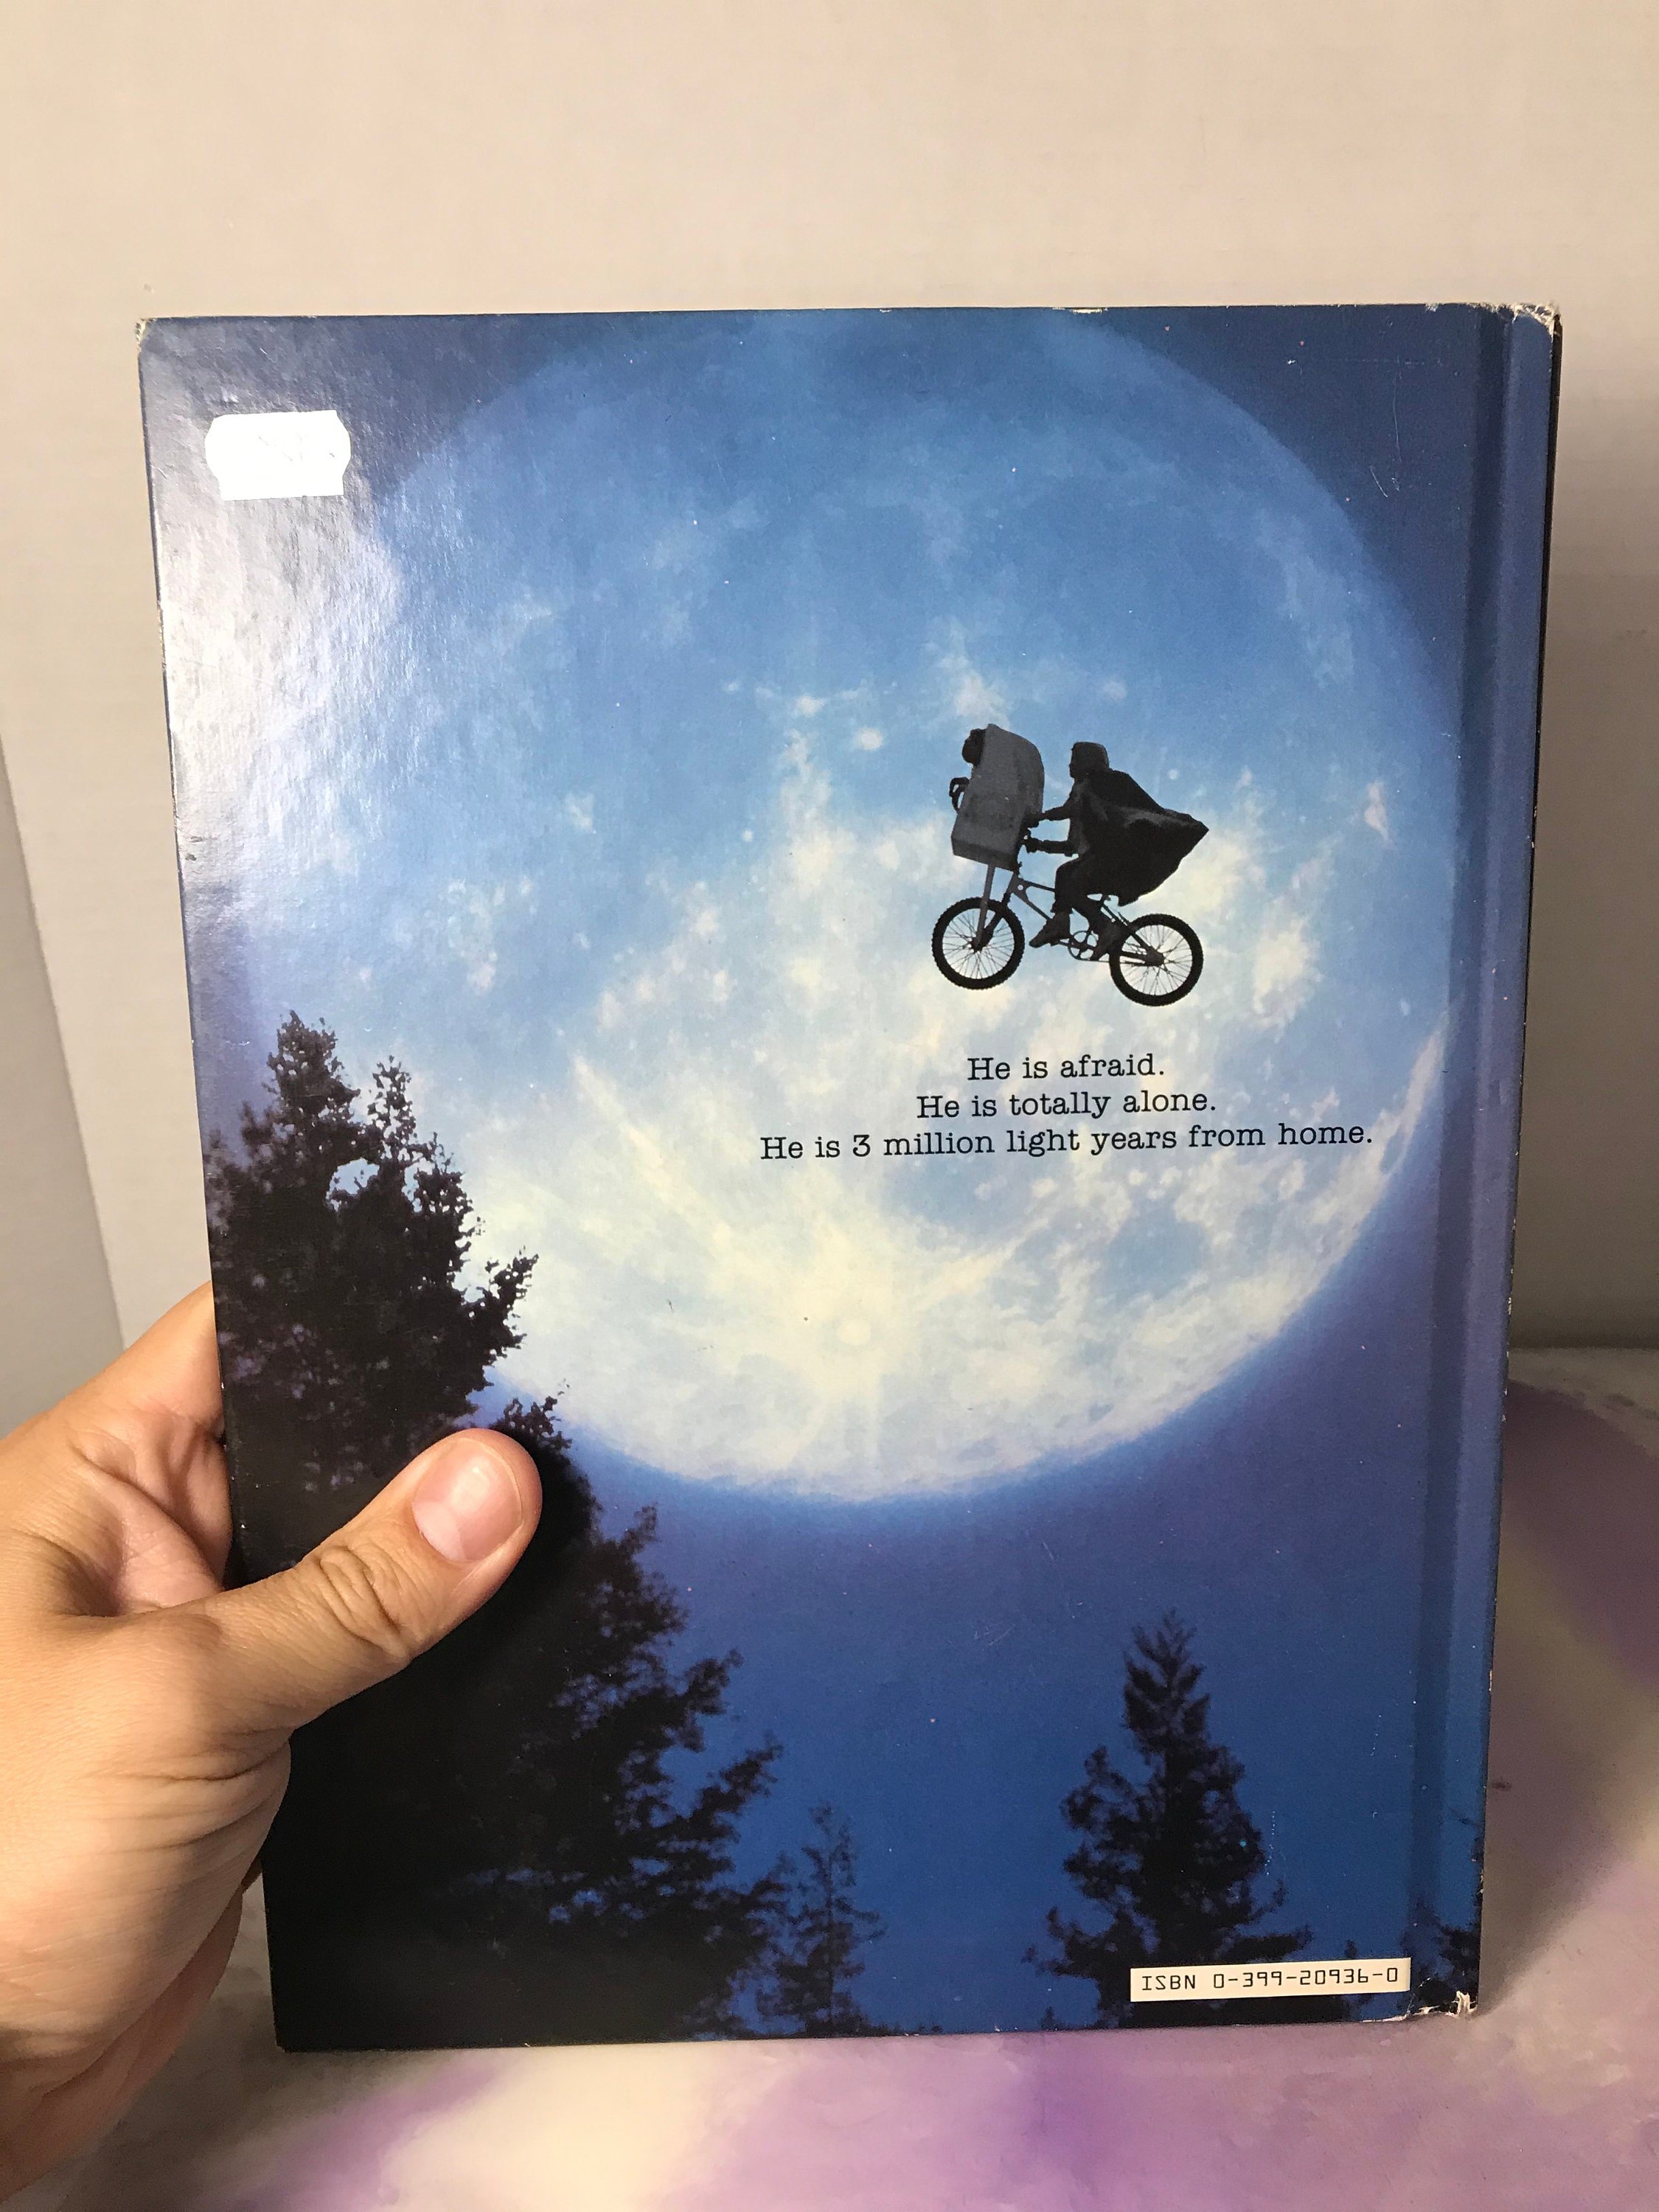 He is afraid.
He is totally alone.
He is 3 million light years from home.
ISBN 0-399-20936-0